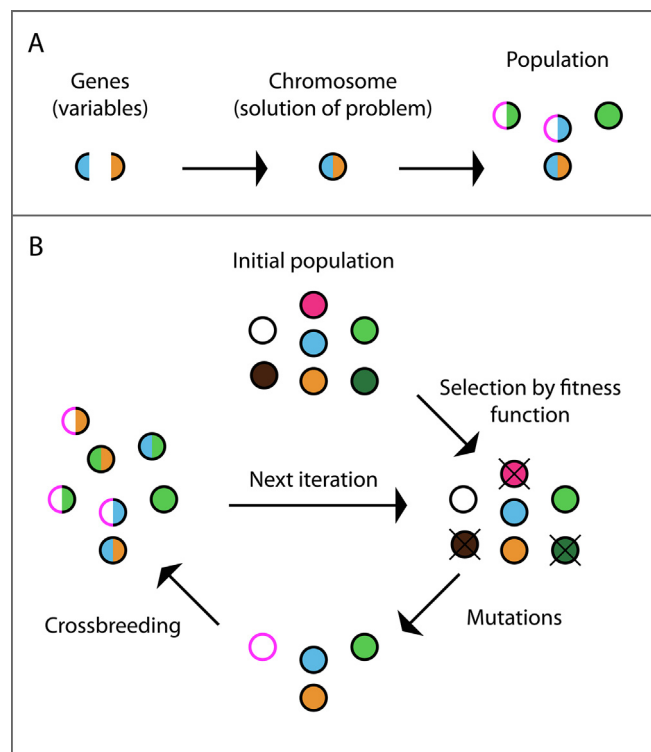 A
Genes
(variables)
Chromosome
(solution of problem)
Population
B
Initial population
Selection by fitness
function
Next iteration
Crossbreeding
Mutations